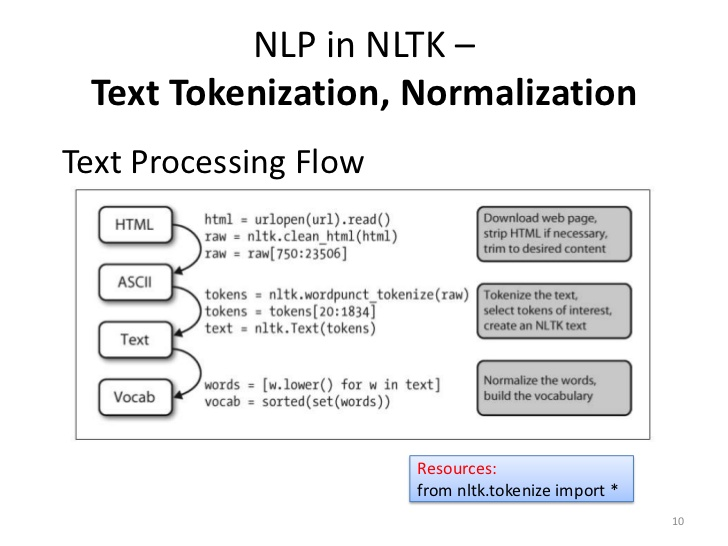 NLP in NLTK –
Text Tokenization, Normalization
Text Processing Flow
HTML
html = urlopen(url).read()
raw = nltk.clean_html(html)
raw = raw[750:23506]
Download web page,
strip HTML if necessary,
trim to desired content
ASCII
tokens = nltk.wordpunct_tokenize(raw)
tokens = tokens[20:1834]
text = nltk.Text(tokens)
Tokenize the text,
select tokens of interest,
create an NLTK text
Text
Vocab
words = [w.lower() for w in text]
vocab = sorted(set(words))
Normalize the words,
build the vocabulary
Resources:
from nltk.tokenize import *
10